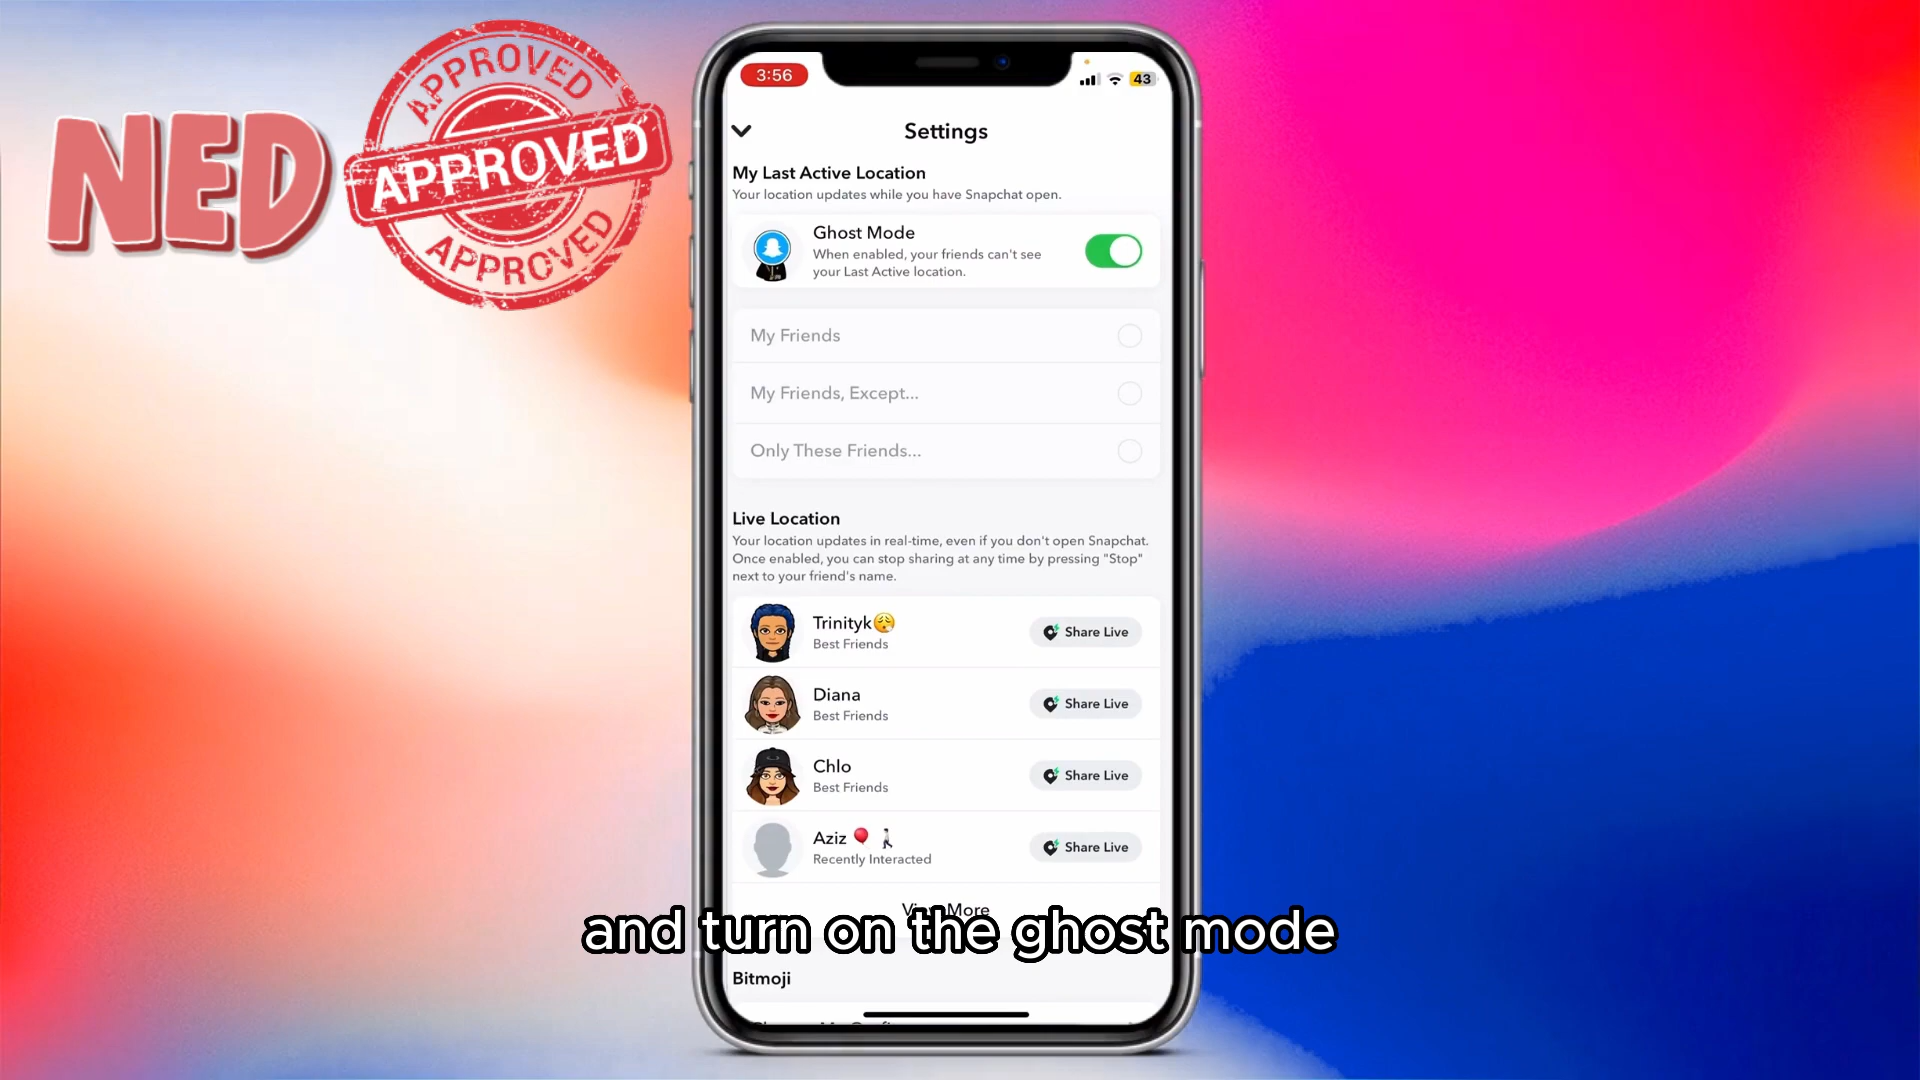 NED
APPROVED
APPROVED
APPROVED
3:56
43
Settings
My Last Active Location
Your location updates while you have Snapchat open.
Ghost Mode
When enabled, your friends can't see
your Last Active location.
My Friends
My Friends, Except...
Only These Friends...
Live Location
Your location updates in real-time, even if you don't open Snapchat.
Once enabled, you can stop sharing at any time by pressing "Stop"
next to your friend's name.
Trinityk😮‍💨
Best Friends
Share Live
Diana
Best Friends
Share Live
Chlo
Best Friends
Share Live
Aziz 🎈 🚶
Recently Interacted
Share Live
View More
and turn on the ghost mode
Bitmoji